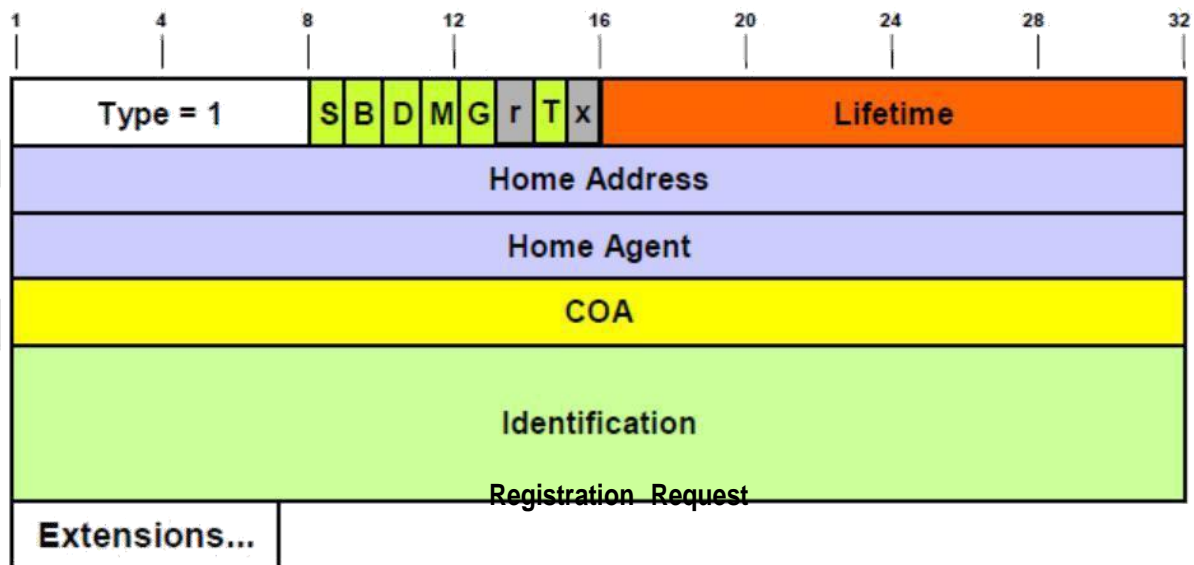 1 4 8 12 16 20 24 28 32
Type = 1 S B D M G r T x Lifetime
Home Address
Home Agent
COA
Identification
Registration Request
Extensions...